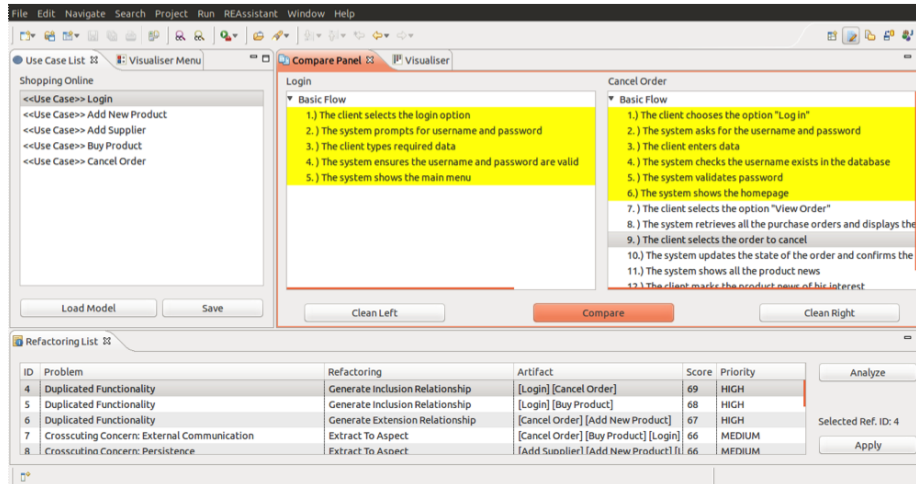 File Edit Navigate Search Project Run REAssistant Window Help
Use Case List Visualiser Menu
Shopping Online
<<Use Case>> Login
<<Use Case>> Add New Product
<<Use Case>> Add Supplier
<<Use Case>> Buy Product
<<Use Case>> Cancel Order
Load Model Save
Compare Panel Visualiser
Login
Basic Flow
1.) The client selects the login option
2. ) The system prompts for username and password
3. ) The client types required data
4. ) The system ensures the username and password are valid
5. ) The system shows the main menu
Cancel Order
Basic Flow
1.) The client chooses the option "Log in"
2. ) The system asks for the username and password
3. ) The client enters data
4. ) The system checks the username exists in the database
5. ) The system validates password
6.) The system shows the homepage
7. ) The client selects the option "View Order"
8. ) The system retrieves all the purchase orders and displays the
9. ) The client selects the order to cancel
10.) The system updates the state of the order and confirms the
11.) The system shows all the product news
12.) The client marks the product news of his interest
Clean Left Compare Clean Right
Refactoring List
ID Problem Refactoring Artifact Score Priority
4 Duplicated Functionality Generate Inclusion Relationship [Login] [Cancel Order] 69 HIGH
5 Duplicated Functionality Generate Inclusion Relationship [Login] [Buy Product] 68 HIGH
6 Duplicated Functionality Generate Extension Relationship [Cancel Order] [Add New Product] 67 HIGH
7 Crosscuting Concern: External Communication Extract To Aspect [Cancel Order] [Buy Product] [Login] 66 MEDIUM
8 Crosscuting Concern: Persistence Extract To Aspect [Add Supplier] [Add New Product] [L 66 MEDIUM
Analyze
Selected Ref. ID: 4
Apply